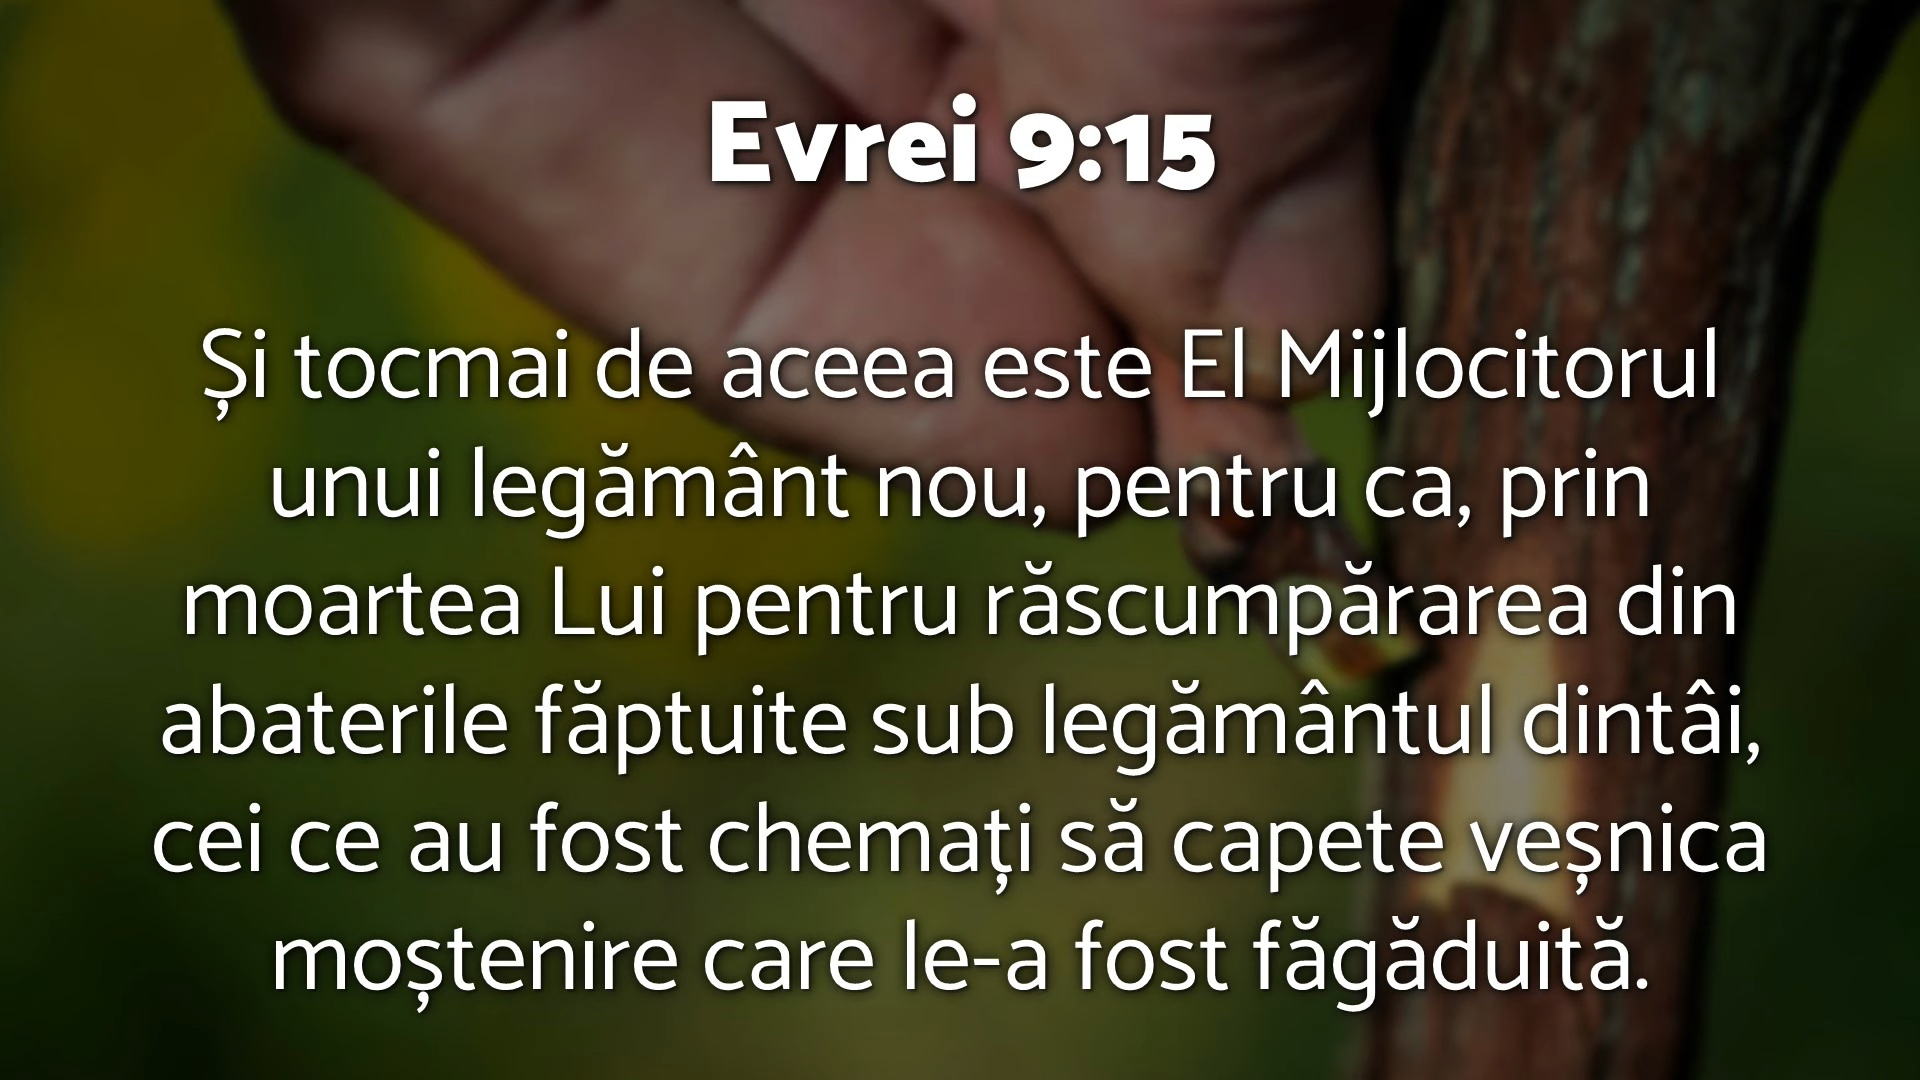 Evrei 9:15
Și tocmai de aceea este El Mijlocitorul
unui legământ nou, pentru ca, prin
moartea Lui pentru răscumpărarea din
abaterile făptuite sub legământul dintâi,
cei ce au fost chemați să capete veșnica
moștenire care le-a fost făgăduită.